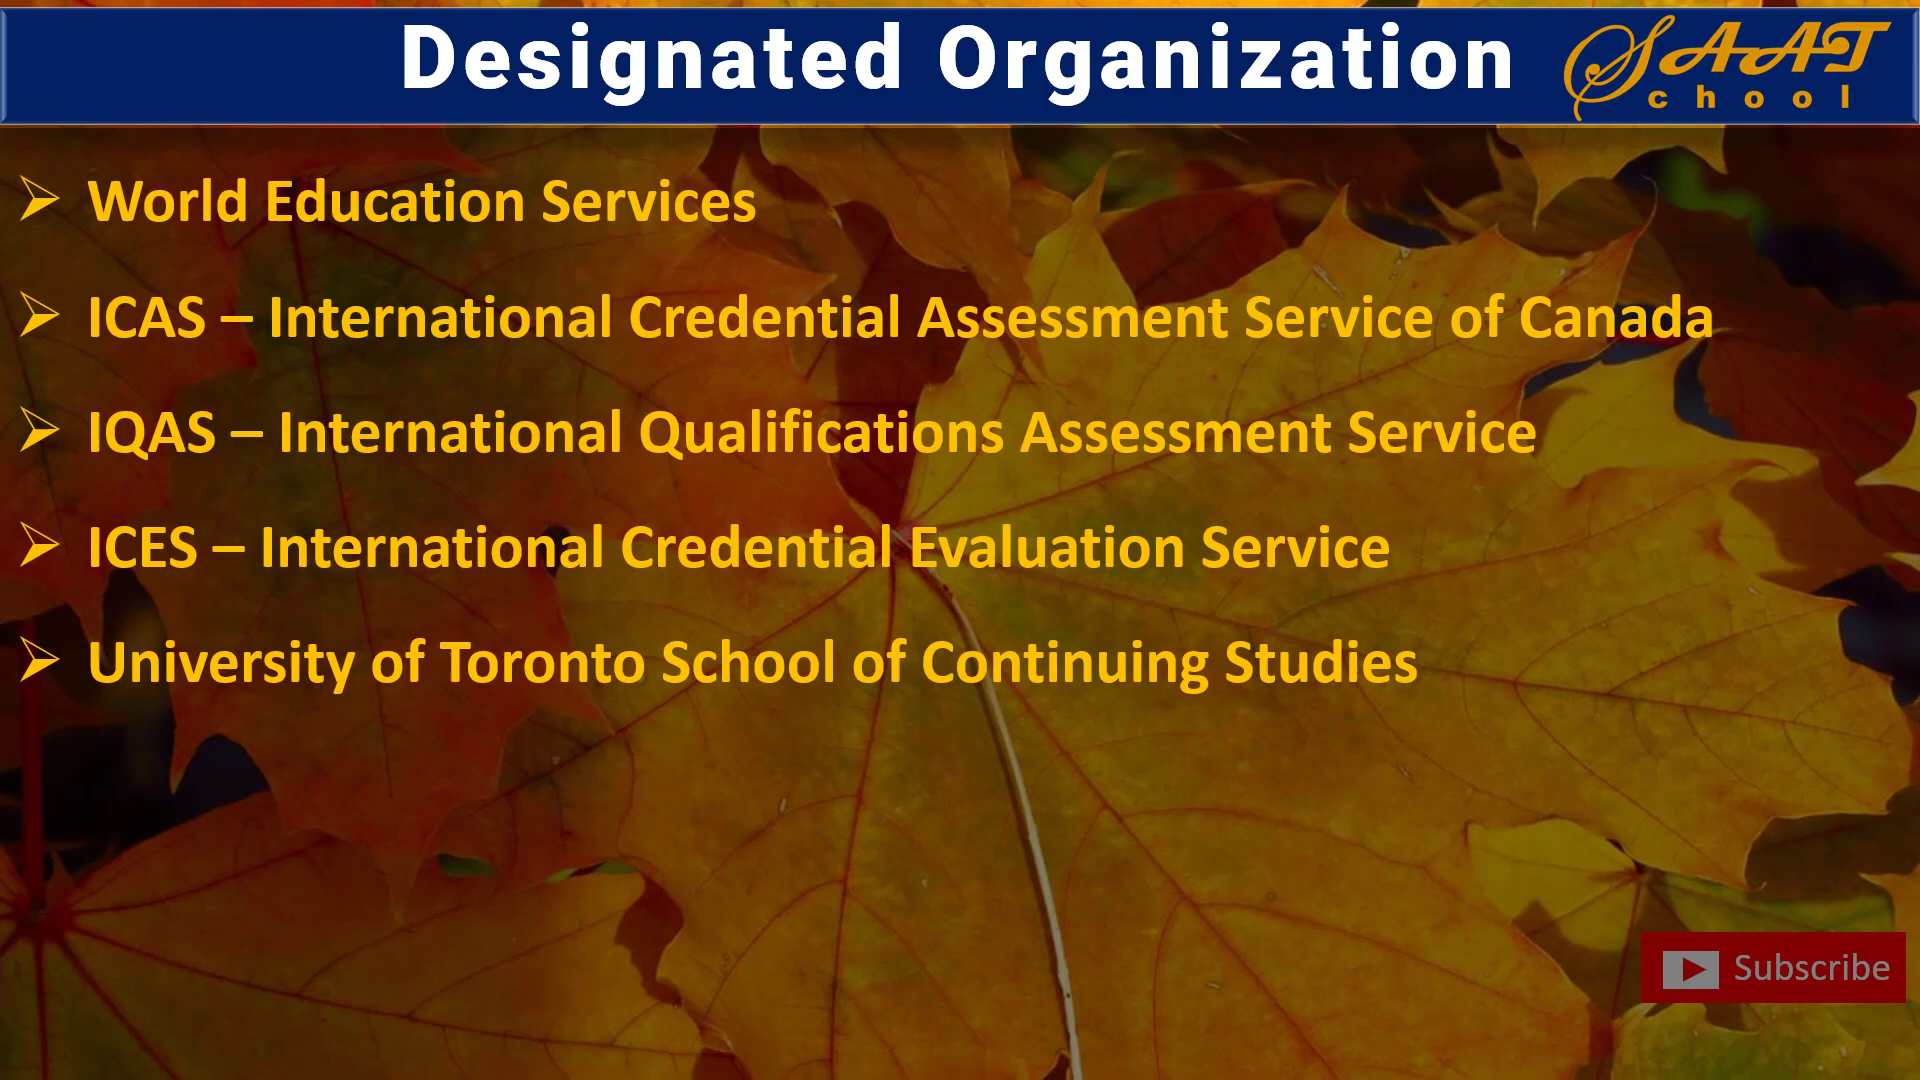 Designated Organization
SAAT
chool
World Education Services
ICAS – International Credential Assessment Service of Canada
IQAS – International Qualifications Assessment Service
ICES – International Credential Evaluation Service
University of Toronto School of Continuing Studies
Subscribe